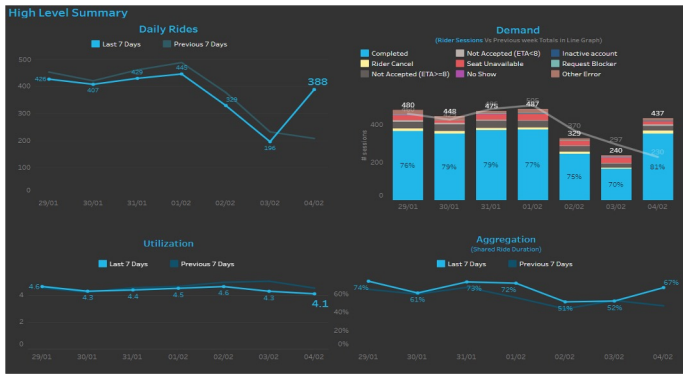 High Level Summary
Daily Rides
Last 7 Days Previous 7 Days
500
400
300
200
100
0
426 407 429 445 329 196 388
29/01 30/01 31/01 01/02 02/02 03/02 04/02
Demand
(Rider Sessions Vs Previous week Totals in Line Graph)
Completed Not Accepted (ETA<8) Inactive account
Rider Cancel Seat Unavailable Request Blocker
Not Accepted (ETA>=8) No Show Other Error
# sessions
400
200
0
480 448 475 487 329 240 437
370 297 230
76% 79% 79% 77% 75% 70% 81%
29/01 30/01 31/01 01/02 02/02 03/02 04/02
Utilization
Last 7 Days Previous 7 Days
4
2
0
4.6 4.3 4.4 4.5 4.6 4.3 4.1
29/01 30/01 31/01 01/02 02/02 03/02 04/02
Aggregation
(Shared Ride Duration)
Last 7 Days Previous 7 Days
60%
40%
20%
0%
74% 61% 73% 72% 51% 52% 67%
29/01 30/01 31/01 01/02 02/02 03/02 04/02